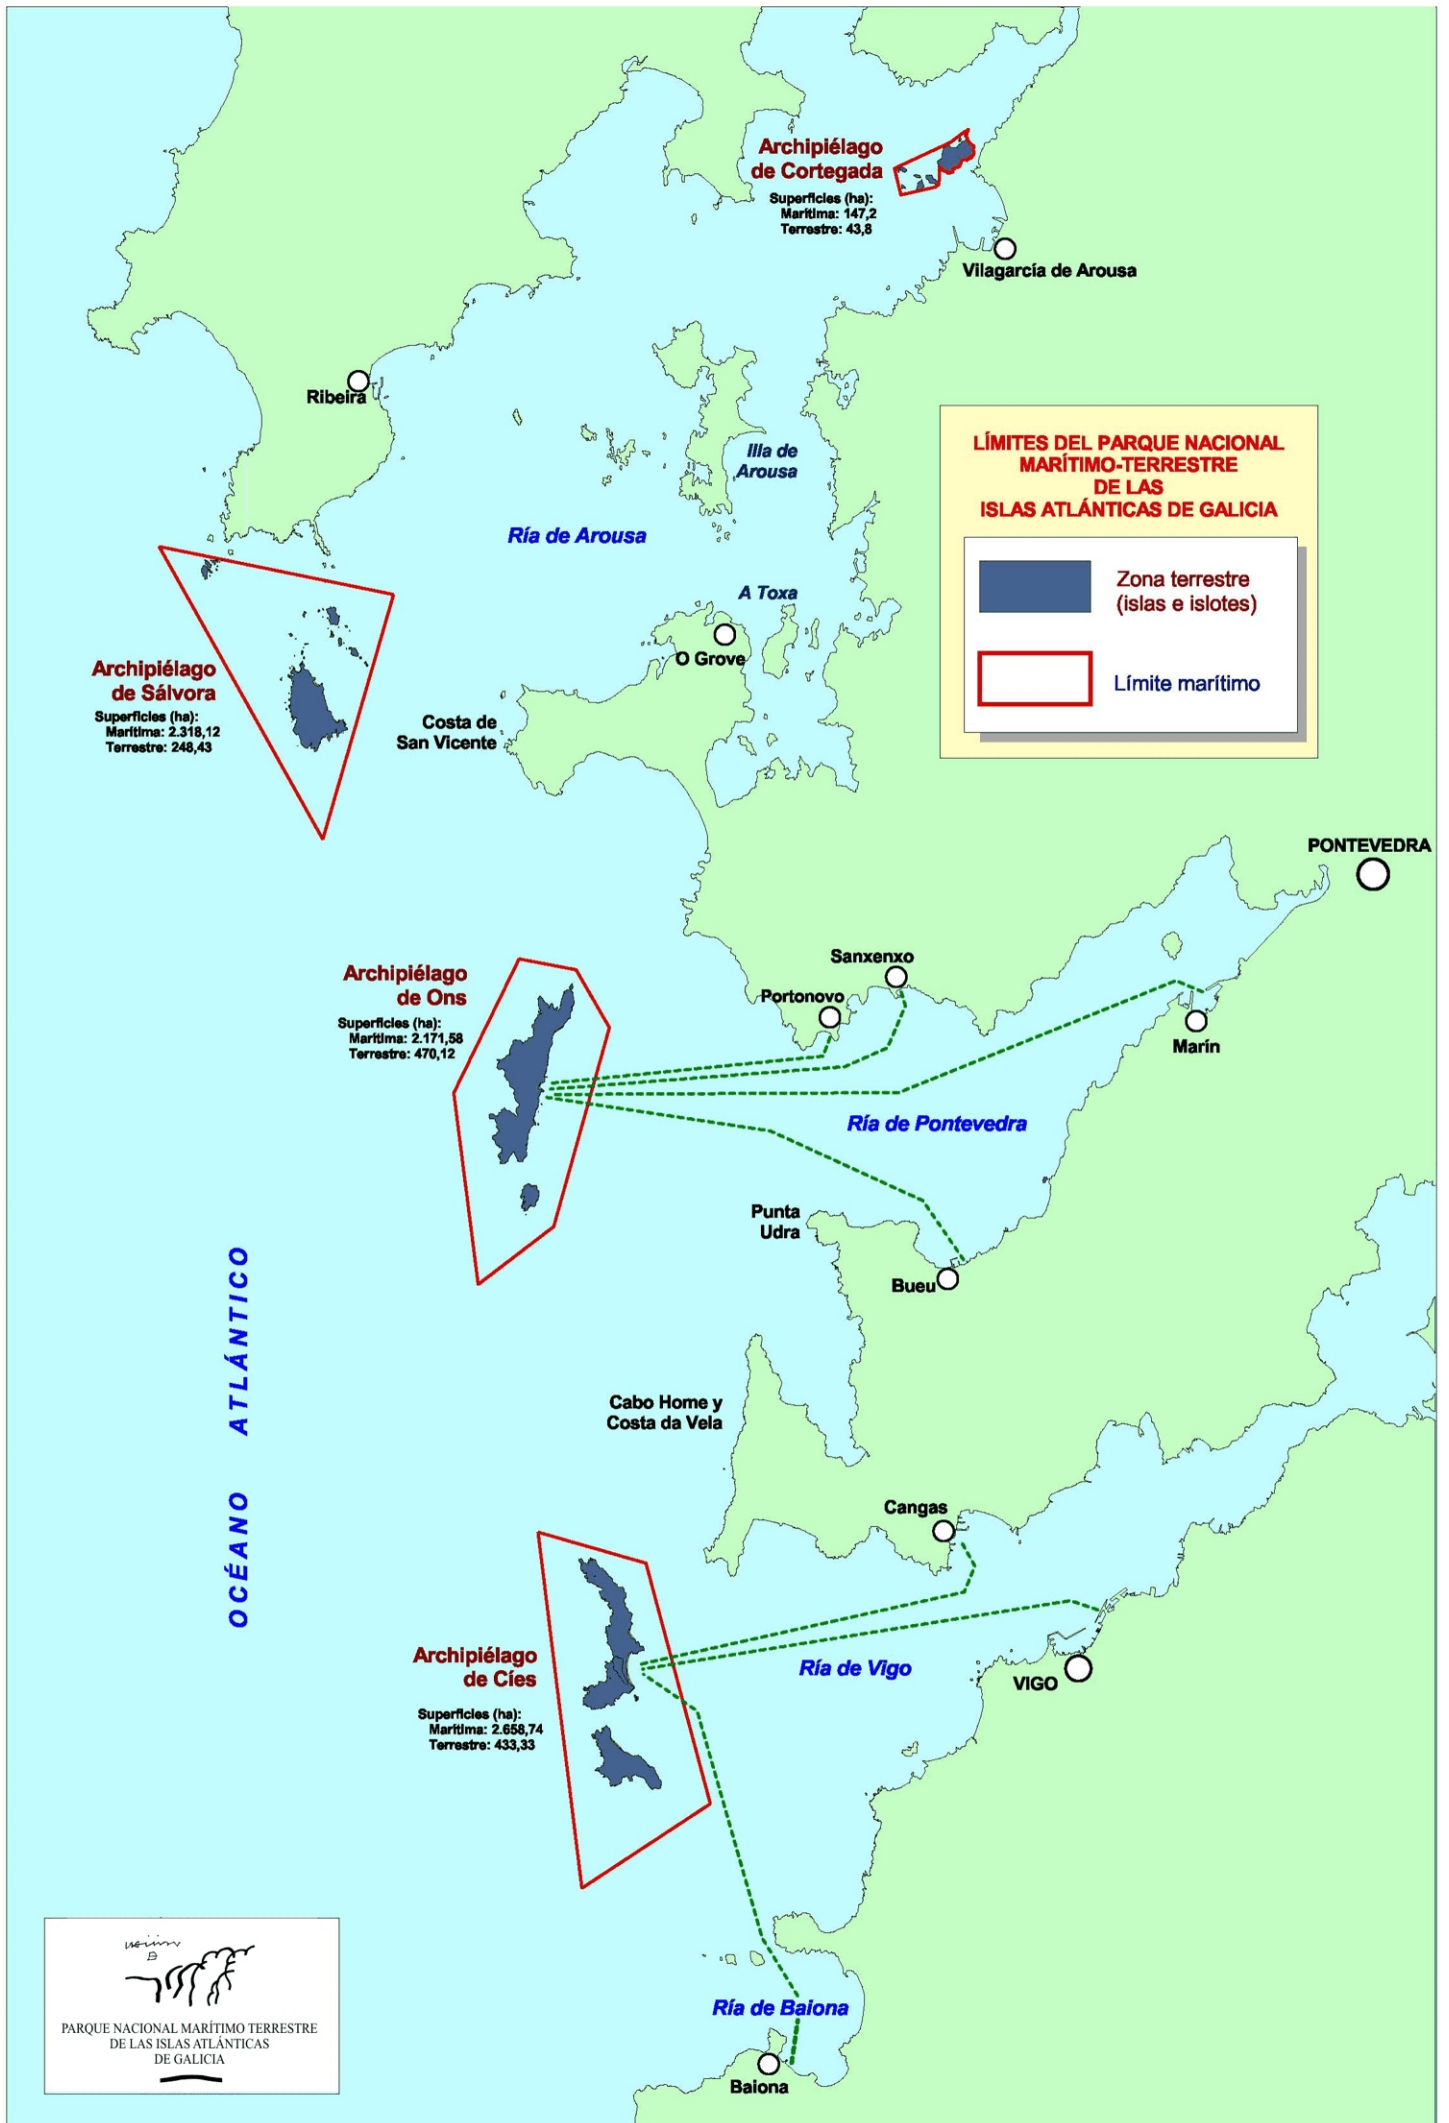 Archipiélago
de Cortegada
Superficies (ha):
Marítima: 147,2
Terrestre: 43,8
Vilagarcía de Arousa
Ribeira
Illa de
Arousa
LÍMITES DEL PARQUE NACIONAL
MARÍTIMO-TERRESTRE
DE LAS
ISLAS ATLÁNTICAS DE GALICIA
Zona terrestre
(islas e islotes)
Límite marítimo
Ría de Arousa
A Toxa
O Grove
Archipiélago
de Sálvora
Superficies (ha):
Marítima: 2.318,12
Terrestre: 248,43
Costa de
San Vicente
PONTEVEDRA
Sanxenxo
Portonovo
Marín
Archipiélago
de Ons
Superficies (ha):
Marítima: 2.171,58
Terrestre: 470,12
Ría de Pontevedra
Punta
Udra
Bueu
OCÉANO ATLÁNTICO
Cabo Home y
Costa da Vela
Cangas
Archipiélago
de Cíes
Superficies (ha):
Marítima: 2.658,74
Terrestre: 433,33
Ría de Vigo
VIGO
Ría de Baiona
Baiona
PARQUE NACIONAL MARÍTIMO TERRESTRE
DE LAS ISLAS ATLÁNTICAS
DE GALICIA